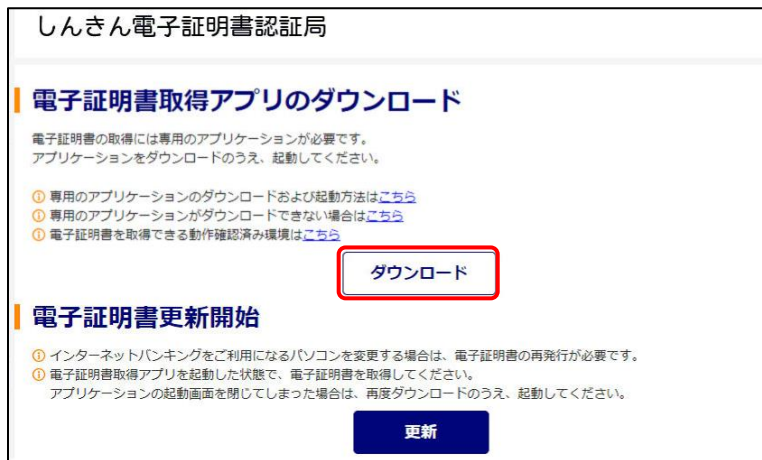 しんきん電子証明書認証局
電子証明書取得アプリのダウンロード
電子証明書の取得には専用のアプリケーションが必要です。
アプリケーションをダウンロードのうえ、起動してください。
専用のアプリケーションのダウンロードおよび起動方法はこちら
専用のアプリケーションがダウンロードできない場合はこちら
電子証明書を取得できる動作確認済み環境はこちら
ダウンロード
電子証明書更新開始
インターネットバンキングをご利用になるパソコンを変更する場合は、電子証明書の再発行が必要です。
電子証明書取得アプリを起動した状態で、電子証明書を取得してください。
アプリケーションの起動画面を閉じてしまった場合は、再度ダウンロードのうえ、起動してください。
更新